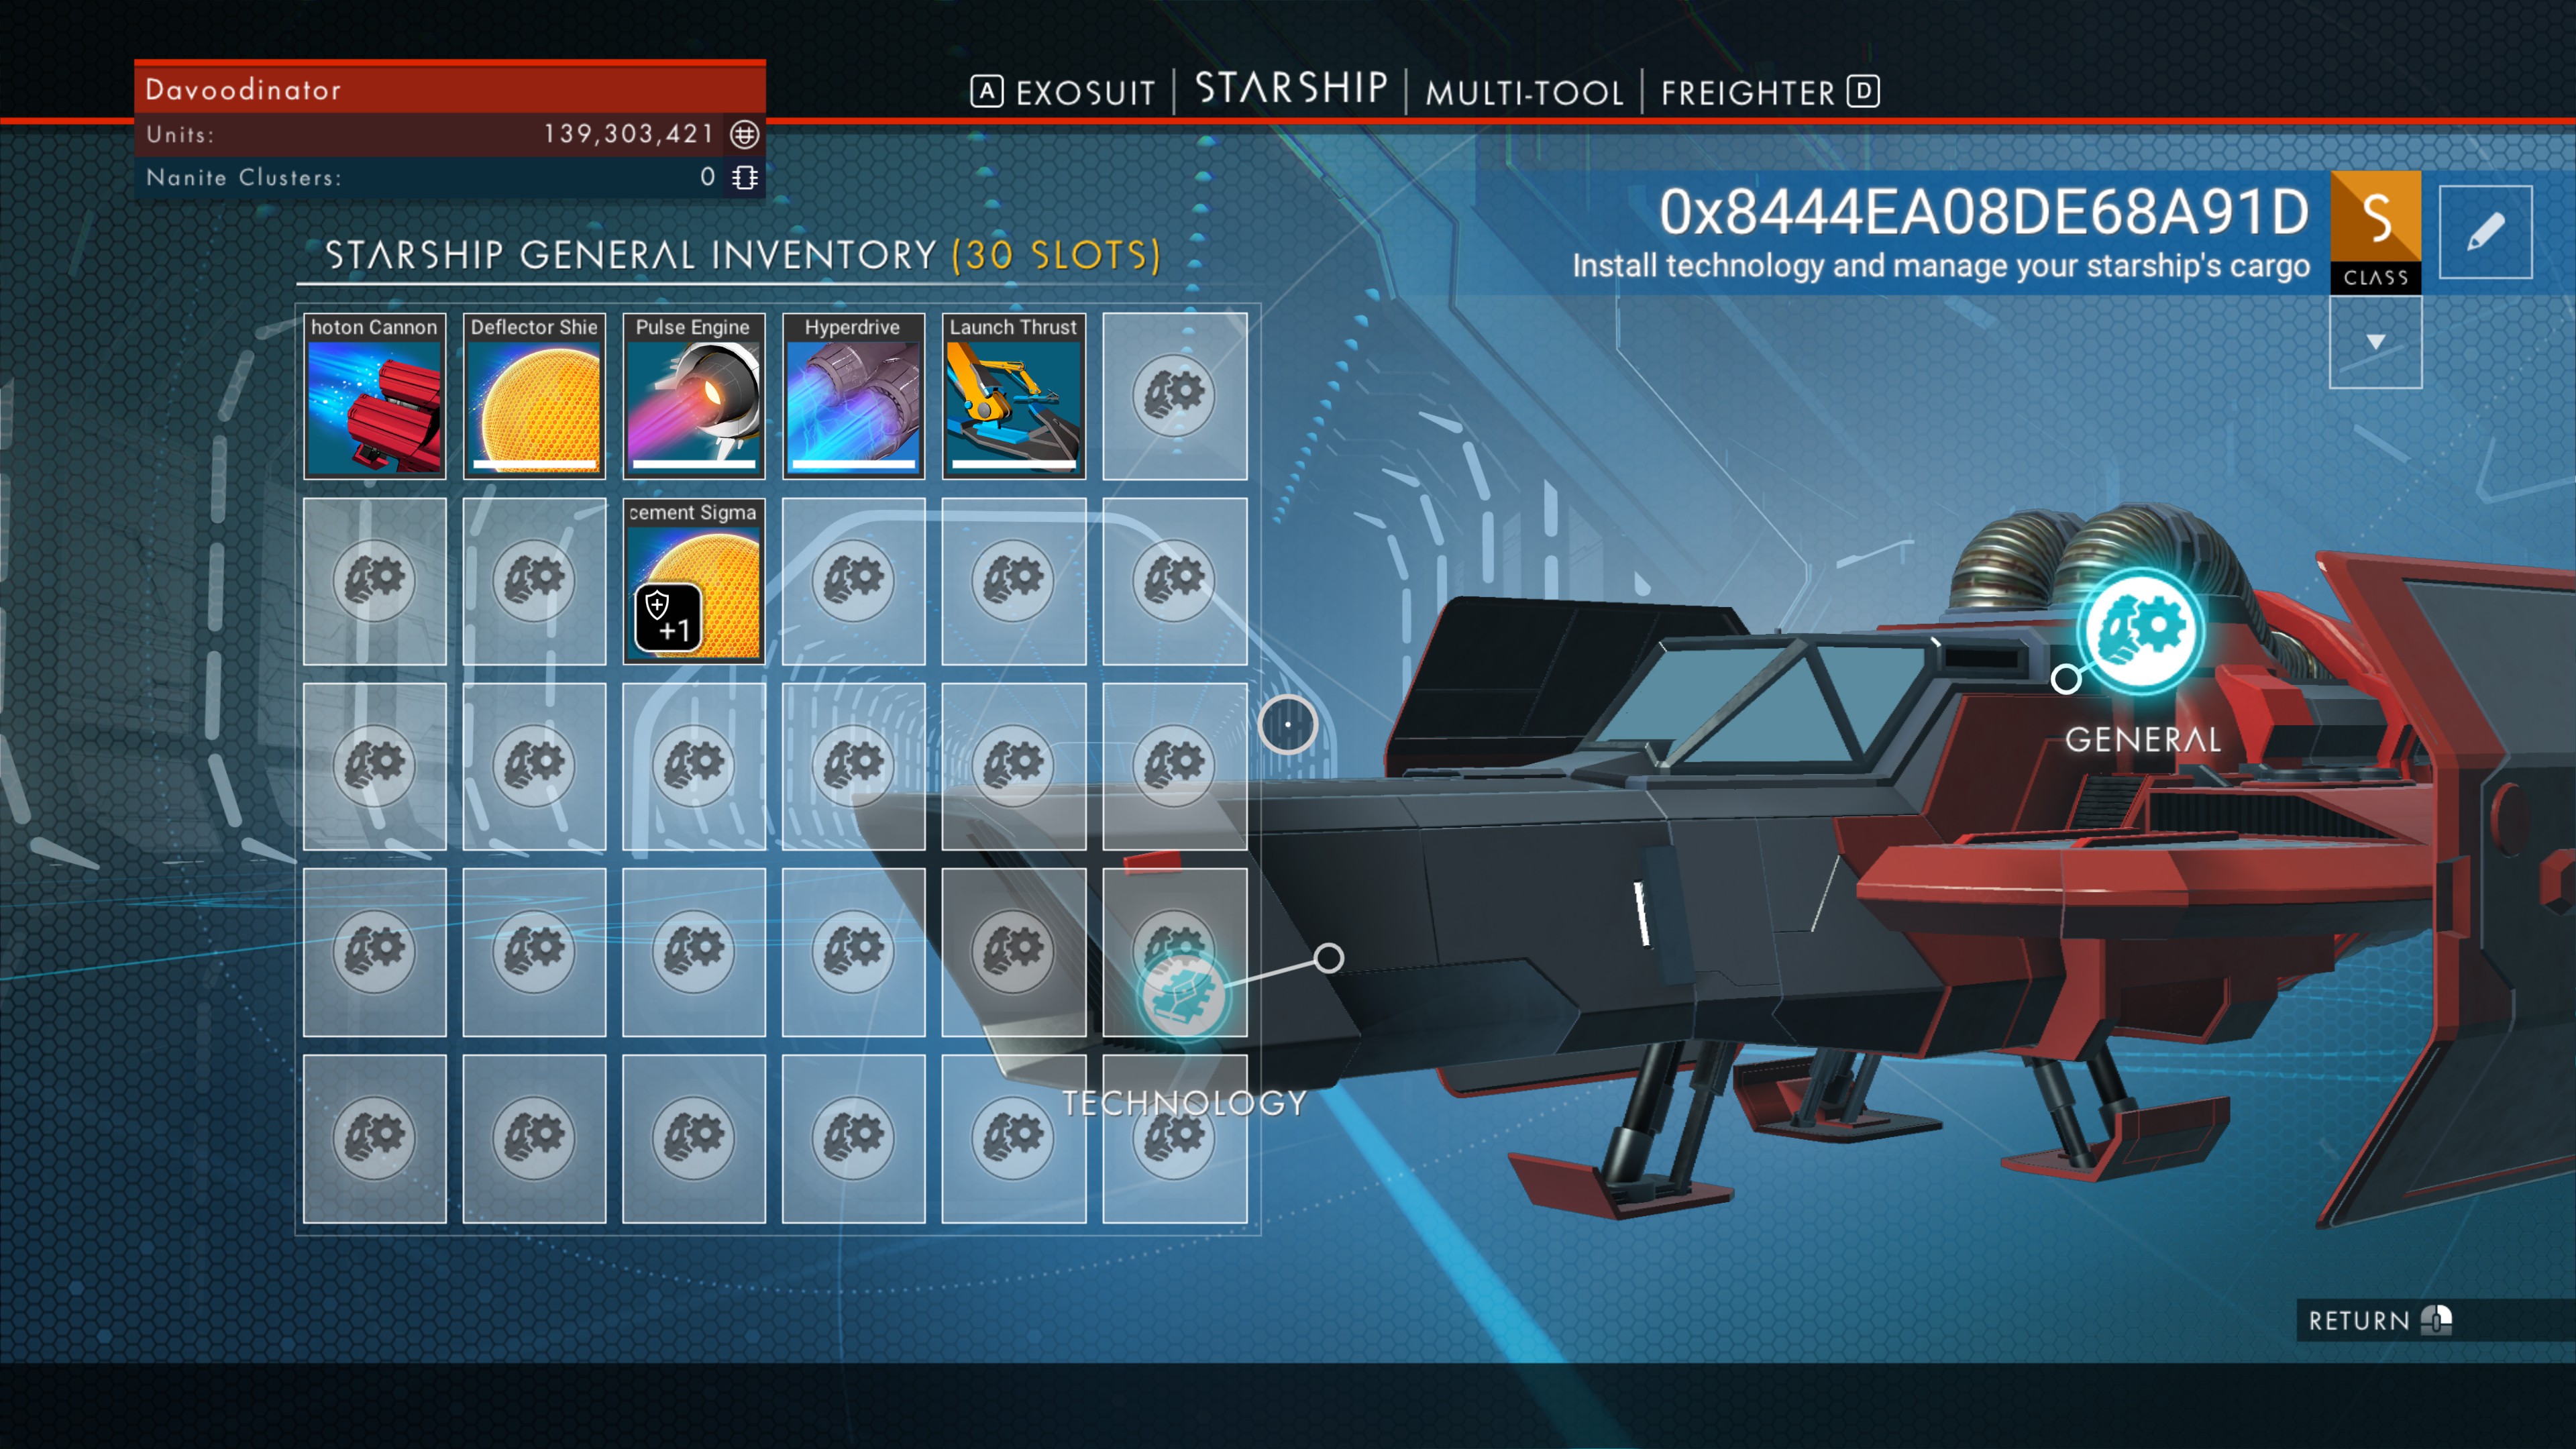 Davoodinator
Units: 139,303,421
Nanite Clusters: 0
A EXOSUIT STARSHIP MULTI-TOOL FREIGHTER D
0x8444EA08DE68A91D
Install technology and manage your starship's cargo
S
CLASS
STARSHIP GENERAL INVENTORY (30 SLOTS)
hoton Cannon Deflector Shie Pulse Engine Hyperdrive Launch Thrust
cement Sigma
+1
GENERAL
TECHNOLOGY
RETURN